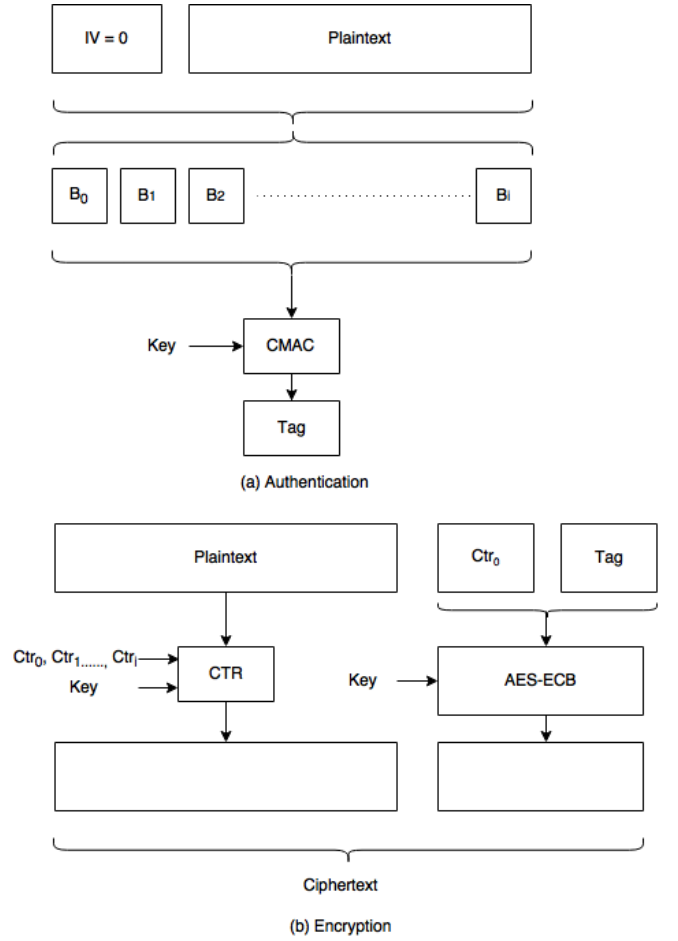 IV = 0
Plaintext
B₀
B1
B2
Bi
Key
CMAC
Tag
(a) Authentication
Plaintext
Ctr₀
Tag
Ctr₀, Ctr₁......, Ctrᵢ
Key
CTR
Key
AES-ECB
Ciphertext
(b) Encryption